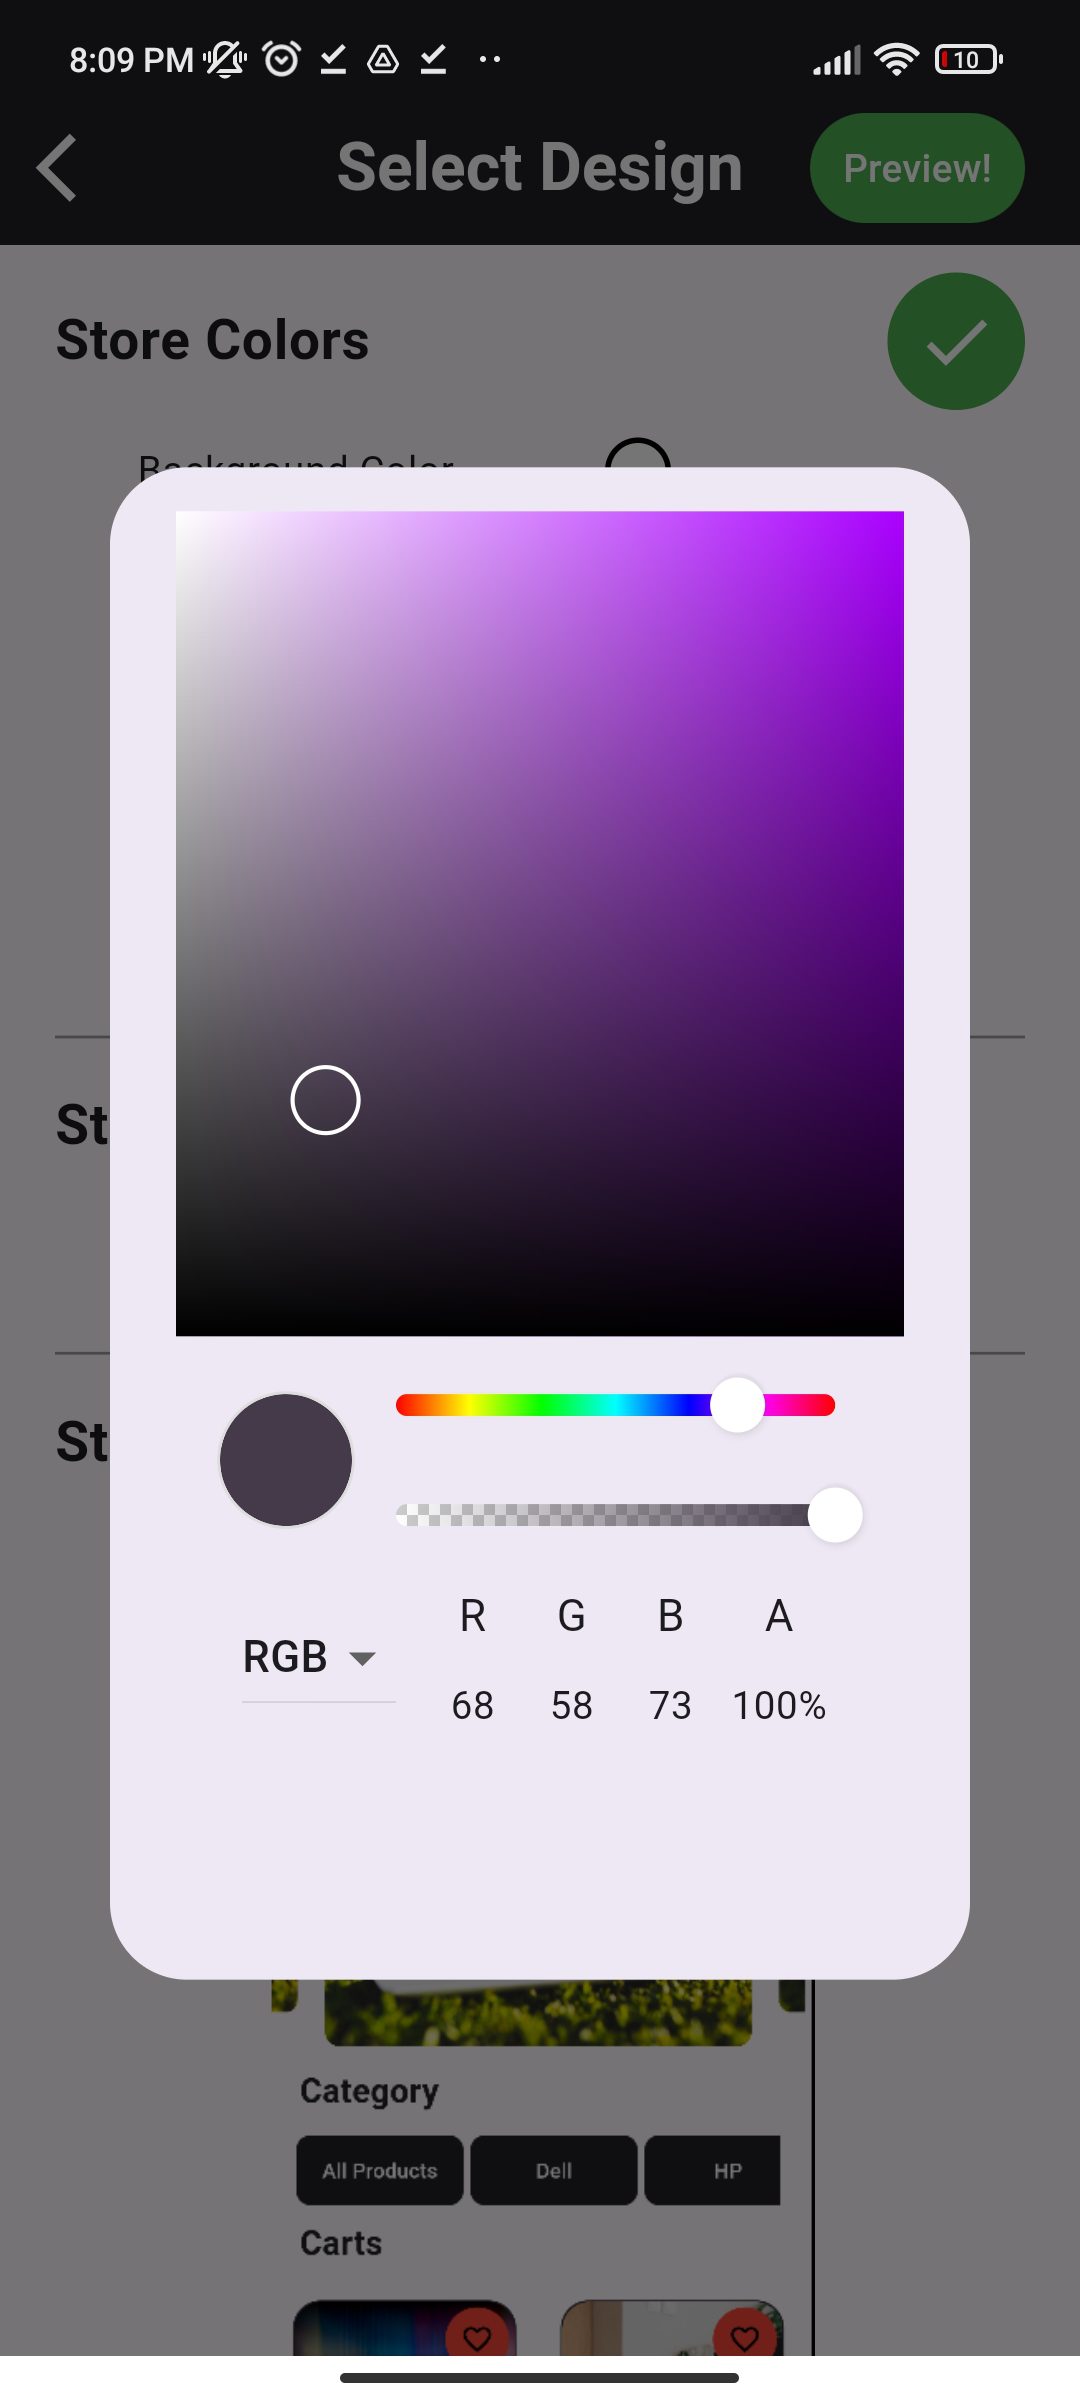 8:09 PM
10
Select Design
Preview!
Store Colors
Background Color
St
St
R G B A
RGB
68 58 73 100%
Category
All Products Dell HP
Carts